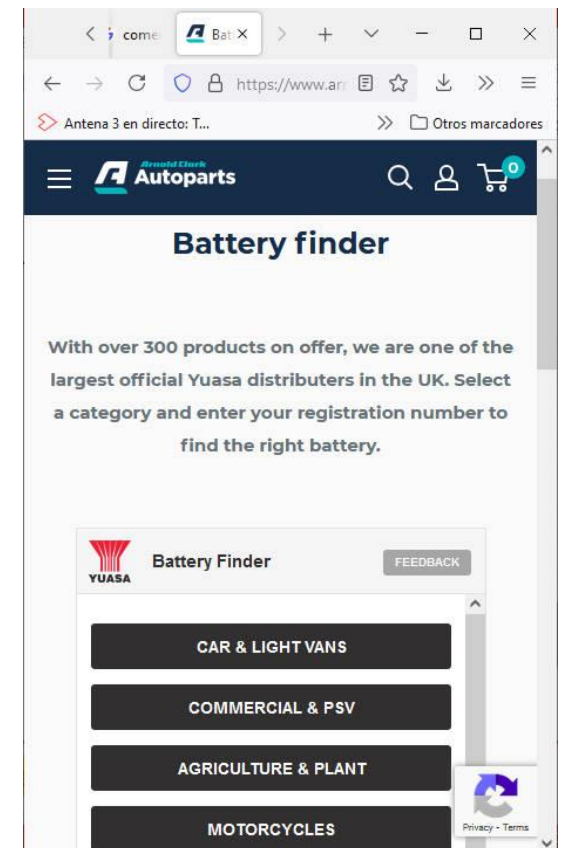 come
Bat
https://www.arn
Antena 3 en directo: T...
Otros marcadores
Arnold Clark
Autoparts
0
Battery finder
With over 300 products on offer, we are one of the
largest official Yuasa distributers in the UK. Select
a category and enter your registration number to
find the right battery.
YUASA
Battery Finder
FEEDBACK
CAR & LIGHT VANS
COMMERCIAL & PSV
AGRICULTURE & PLANT
MOTORCYCLES
Privacy - Terms